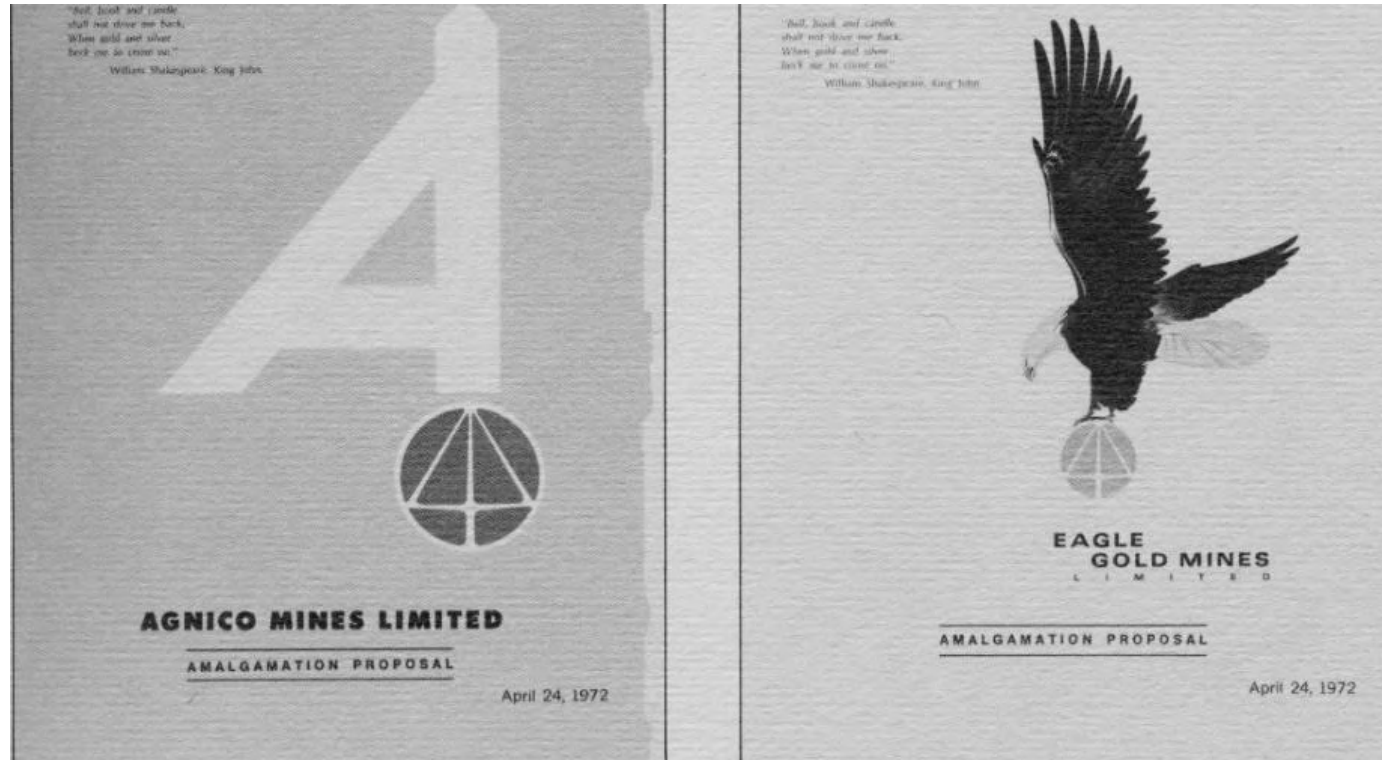 "Bell, book and candle
shall not drive me back,
When gold and silver
beck me to come on."
William Shakespeare, King John
A
AGNICO MINES LIMITED
AMALGAMATION PROPOSAL
April 24, 1972
"Bell, book and candle
shall not drive me back,
When gold and silver
beck me to come on."
William Shakespeare, King John
EAGLE
GOLD MINES
LIMITED
AMALGAMATION PROPOSAL
April 24, 1972